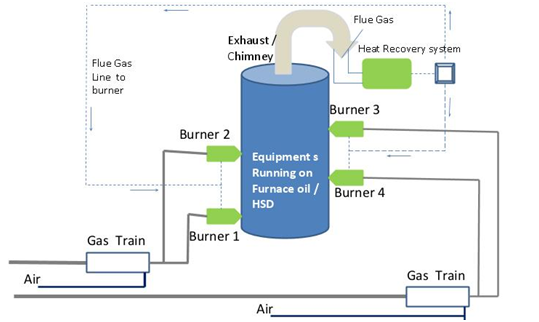 Flue Gas
Exhaust /
Chimney
Heat Recovery system
Flue Gas
Line to
burner
Burner 3
Burner 2
Equipment s
Running on
Furnace oil /
HSD
Burner 4
Burner 1
Gas Train
Air
Gas Train
Air